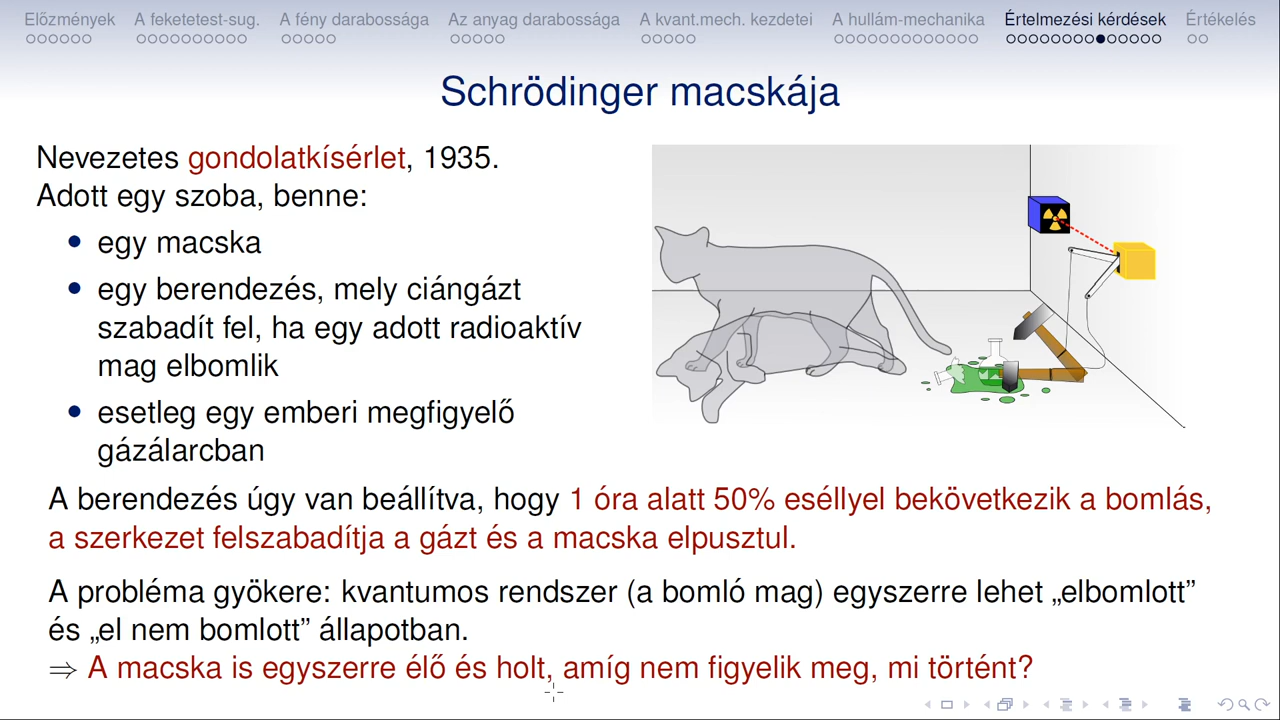 Előzmények A feketetest-sug. A fény darabossága Az anyag darabossága A kvant.mech. kezdetei A hullám-mechanika Értelmezési kérdések Értékelés
Schrödinger macskája
Nevezetes gondolatkísérlet, 1935.
Adott egy szoba, benne:
egy macska
egy berendezés, mely ciángázt
szabadít fel, ha egy adott radioaktív
mag elbomlik
esetleg egy emberi megfigyelő
gázálarcban
A berendezés úgy van beállítva, hogy 1 óra alatt 50% eséllyel bekövetkezik a bomlás,
a szerkezet felszabadítja a gázt és a macska elpusztul.
A probléma gyökere: kvantumos rendszer (a bomló mag) egyszerre lehet „elbomlott”
és „el nem bomlott” állapotban.
⇒ A macska is egyszerre élő és holt, amíg nem figyelik meg, mi történt?